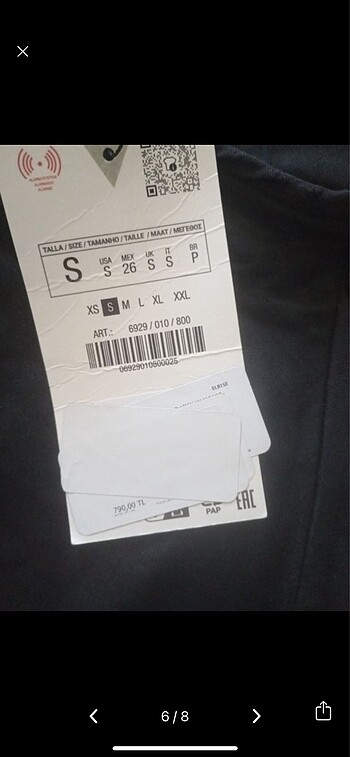 TALLA / SIZE / TAMANHO / TAILLE / MAAT / ΜΕΓΕΘΟΣ
S
USA S
MEX 26
UK S
IT S
BR P
XS S M L XL XXL
ART.: 6929 / 010 / 800
06929010800025
ELBISE
790,00 TL
PAP
EAC
6 / 8